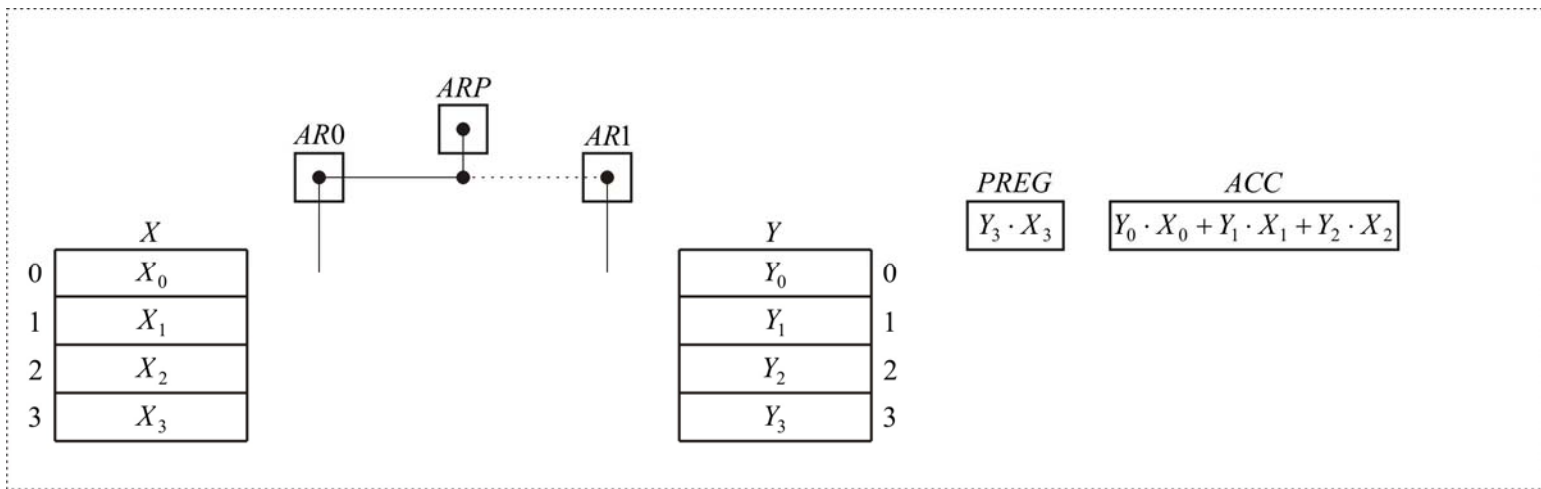 ARP
AR0 AR1
PREG ACC
Y₃ · X₃ Y₀ · X₀ + Y₁ · X₁ + Y₂ · X₂
X Y
0 X₀ Y₀ 0
1 X₁ Y₁ 1
2 X₂ Y₂ 2
3 X₃ Y₃ 3